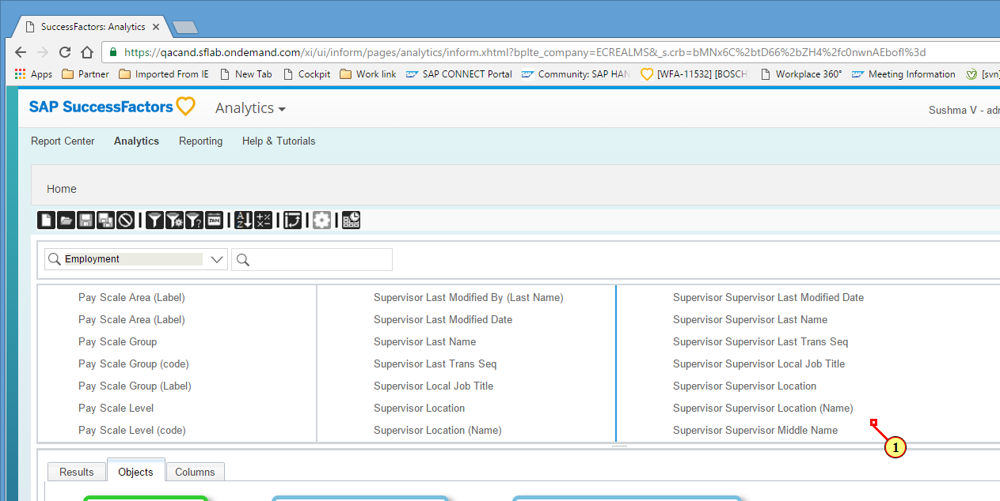 SuccessFactors: Analytics
https://qacand.sflab.ondemand.com/xi/ui/inform/pages/analytics/inform.xhtml?bplte_company=ECREALMS&_s.crb=bMNx6C%2btD66%2bZH4%2fc0nwnAEbofl%3d
Apps Partner Imported From IE New Tab Cockpit Work link SAP CONNECT Portal Community: SAP HAN [WFA-11532] [BOSCH Workplace 360° Meeting Information [svn]
SAP SuccessFactors Analytics
Sushma V - adm
Report Center Analytics Reporting Help & Tutorials
Home
JAN A Z
Employment
Pay Scale Area (Label) Supervisor Last Modified By (Last Name) Supervisor Supervisor Last Modified Date
Pay Scale Area (Label) Supervisor Last Modified Date Supervisor Supervisor Last Name
Pay Scale Group Supervisor Last Name Supervisor Supervisor Last Trans Seq
Pay Scale Group (code) Supervisor Last Trans Seq Supervisor Supervisor Local Job Title
Pay Scale Group (Label) Supervisor Local Job Title Supervisor Supervisor Location
Pay Scale Level Supervisor Location Supervisor Supervisor Location (Name)
Pay Scale Level (code) Supervisor Location (Name) Supervisor Supervisor Middle Name
1
Results Objects Columns